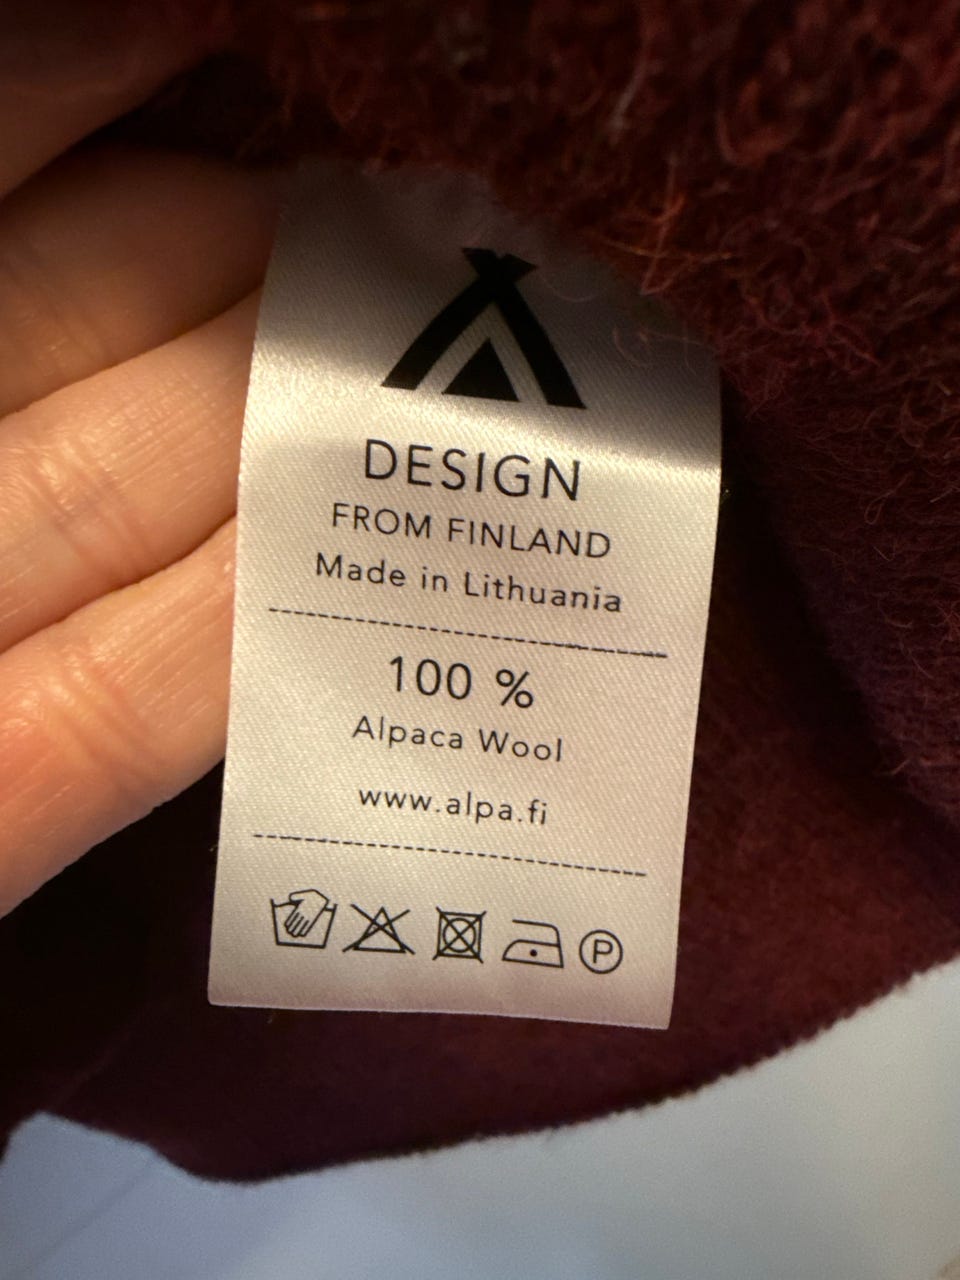 DESIGN
FROM FINLAND
Made in Lithuania
100 %
Alpaca Wool
www.alpa.fi
P